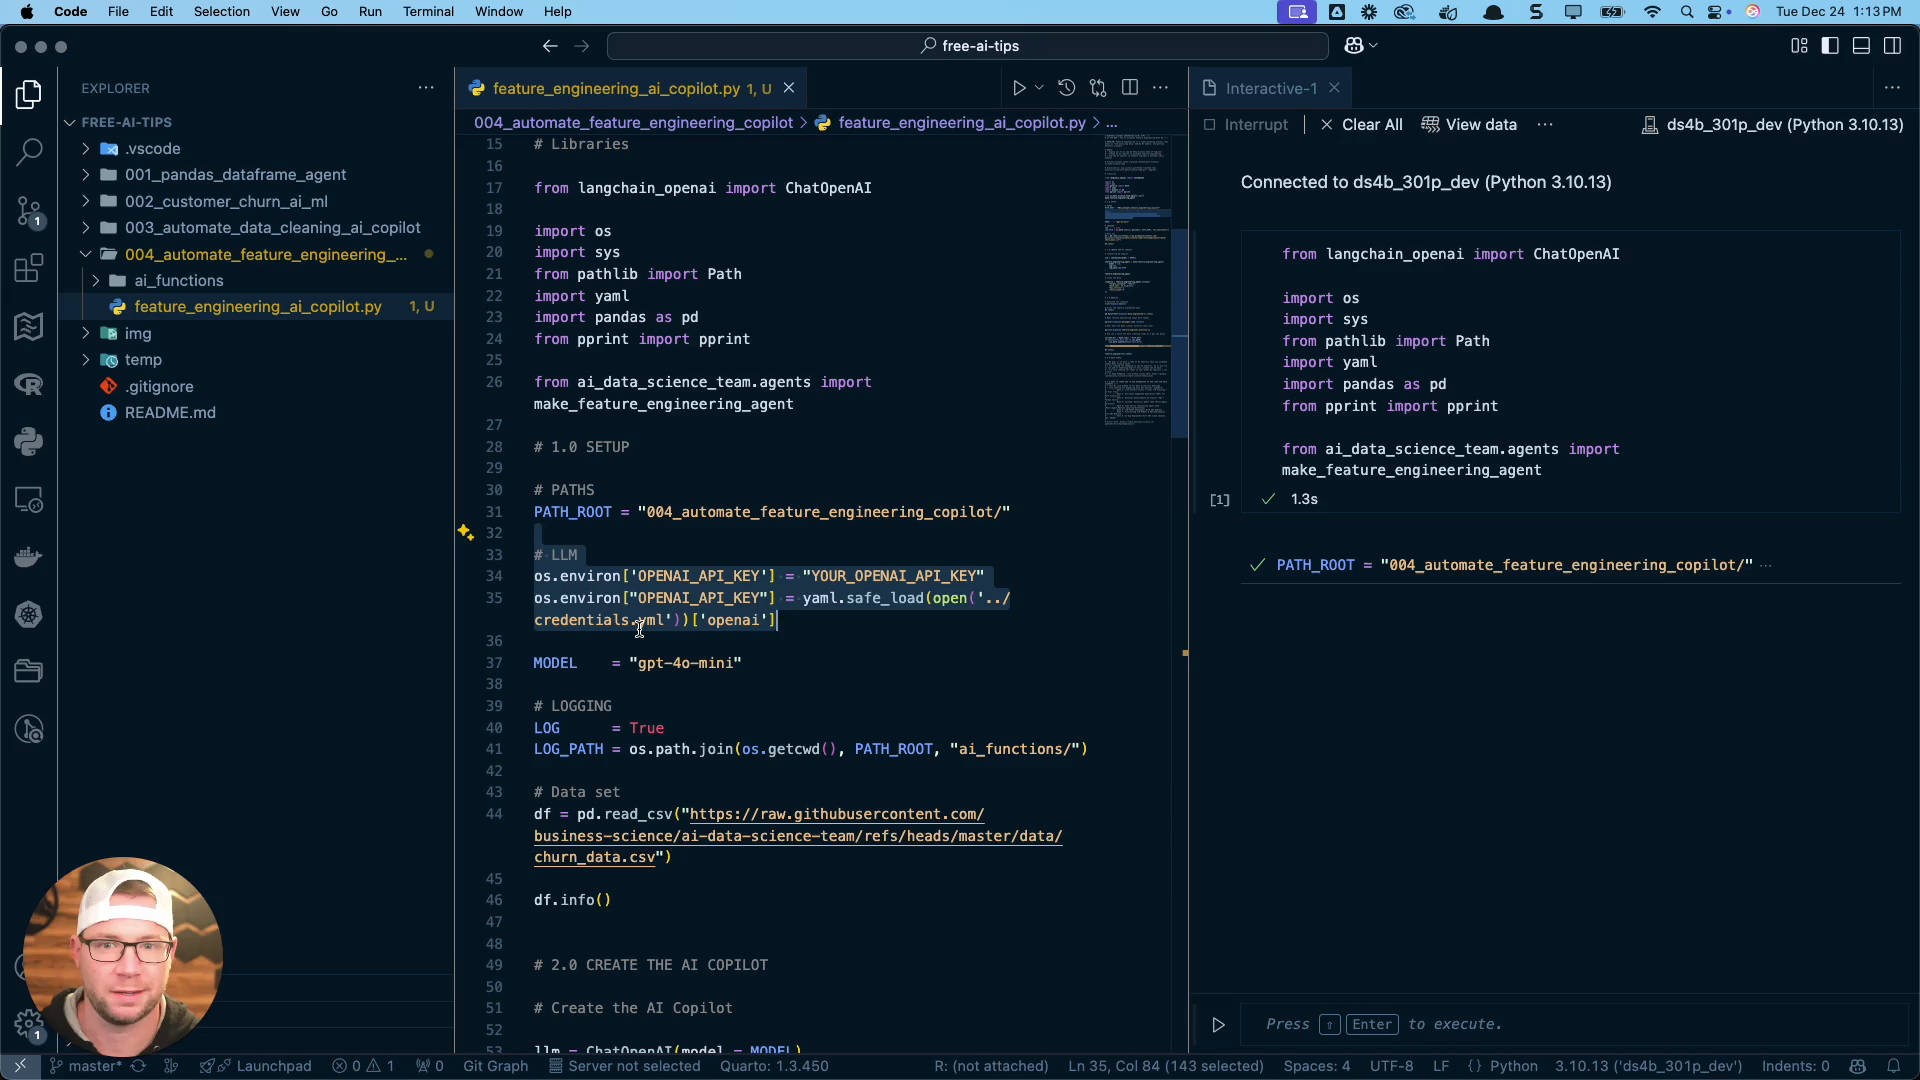 Code File Edit Selection View Go Run Terminal Window Help Tue Dec 24 1:13 PM
free-ai-tips
EXPLORER
FREE-AI-TIPS
.vscode
001_pandas_dataframe_agent
002_customer_churn_ai_ml
003_automate_data_cleaning_ai_copilot
004_automate_feature_engineering_...
ai_functions
feature_engineering_ai_copilot.py 1, U
img
temp
.gitignore
README.md
1
1
feature_engineering_ai_copilot.py 1, U
004_automate_feature_engineering_copilot > feature_engineering_ai_copilot.py > ...
15 # Libraries
16
17 from langchain_openai import ChatOpenAI
18
19 import os
20 import sys
21 from pathlib import Path
22 import yaml
23 import pandas as pd
24 from pprint import pprint
25
26 from ai_data_science_team.agents import
make_feature_engineering_agent
27
28 # 1.0 SETUP
29
30 # PATHS
31 PATH_ROOT = "004_automate_feature_engineering_copilot/"
32
33 # LLM
34 os.environ['OPENAI_API_KEY'] = "YOUR_OPENAI_API_KEY"
35 os.environ["OPENAI_API_KEY"] = yaml.safe_load(open('../
credentials.yml'))['openai']
36
37 MODEL = "gpt-4o-mini"
38
39 # LOGGING
40 LOG = True
41 LOG_PATH = os.path.join(os.getcwd(), PATH_ROOT, "ai_functions/")
42
43 # Data set
44 df = pd.read_csv("https://raw.githubusercontent.com/
business-science/ai-data-science-team/refs/heads/master/data/
churn_data.csv")
45
46 df.info()
47
48
49 # 2.0 CREATE THE AI COPILOT
50
51 # Create the AI Copilot
52
53 llm = ChatOpenAI(model = MODEL)
Interactive-1
Interrupt | Clear All View data ... ds4b_301p_dev (Python 3.10.13)
Connected to ds4b_301p_dev (Python 3.10.13)
from langchain_openai import ChatOpenAI
import os
import sys
from pathlib import Path
import yaml
import pandas as pd
from pprint import pprint
from ai_data_science_team.agents import
make_feature_engineering_agent
[1] 1.3s
PATH_ROOT = "004_automate_feature_engineering_copilot/" ...
Press ⇧ Enter to execute.
master* Launchpad 0 1 0 Git Graph Server not selected Quarto: 1.3.450 R: (not attached) Ln 35, Col 84 (143 selected) Spaces: 4 UTF-8 LF {} Python 3.10.13 ('ds4b_301p_dev') Indents: 0